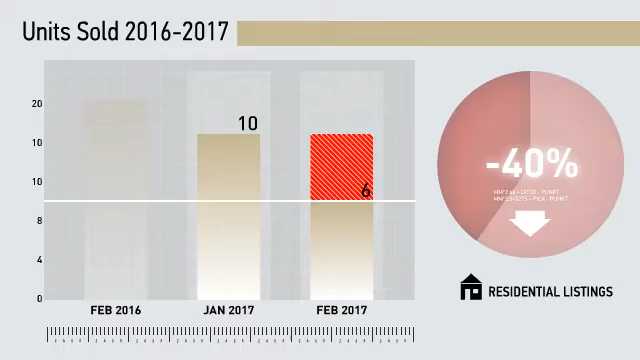 Units Sold 2016-2017
20
10
10
8
4
0
10
6
FEB 2016
JAN 2017
FEB 2017
-40%
RESIDENTIAL LISTINGS